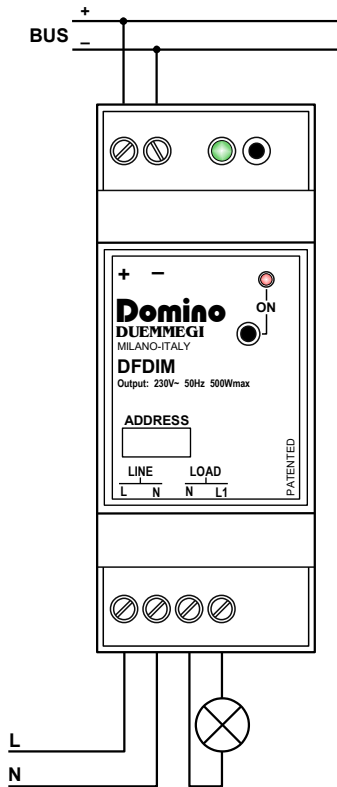 +
BUS –
+ –
ON
Domino
DUEMMEGI
MILANO-ITALY
DFDIM
Output: 230V~ 50Hz 500Wmax
ADDRESS
LINE LOAD
L N N L1
PATENTED
L
N